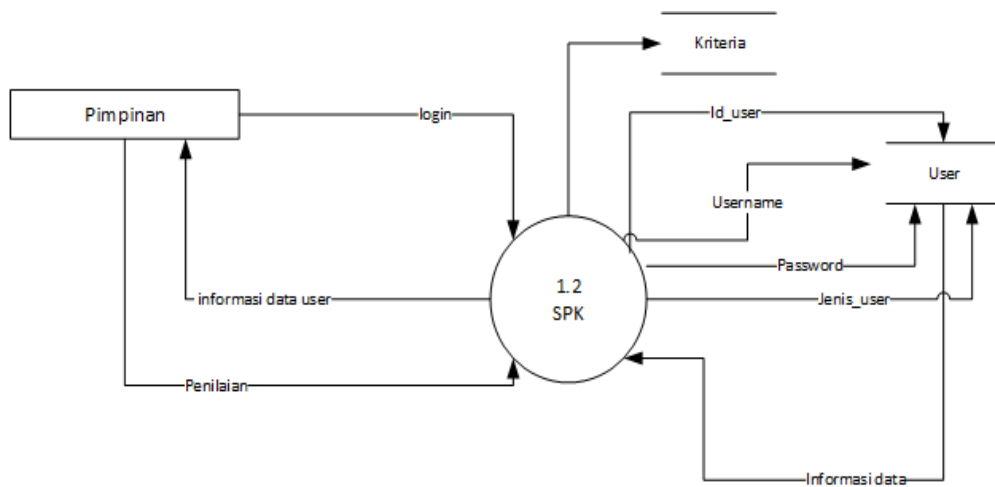 Kriteria
Pimpinan
login
Id_user
User
Username
Password
1.2
SPK
informasi data user
Jenis_user
Penilaian
Informasi data